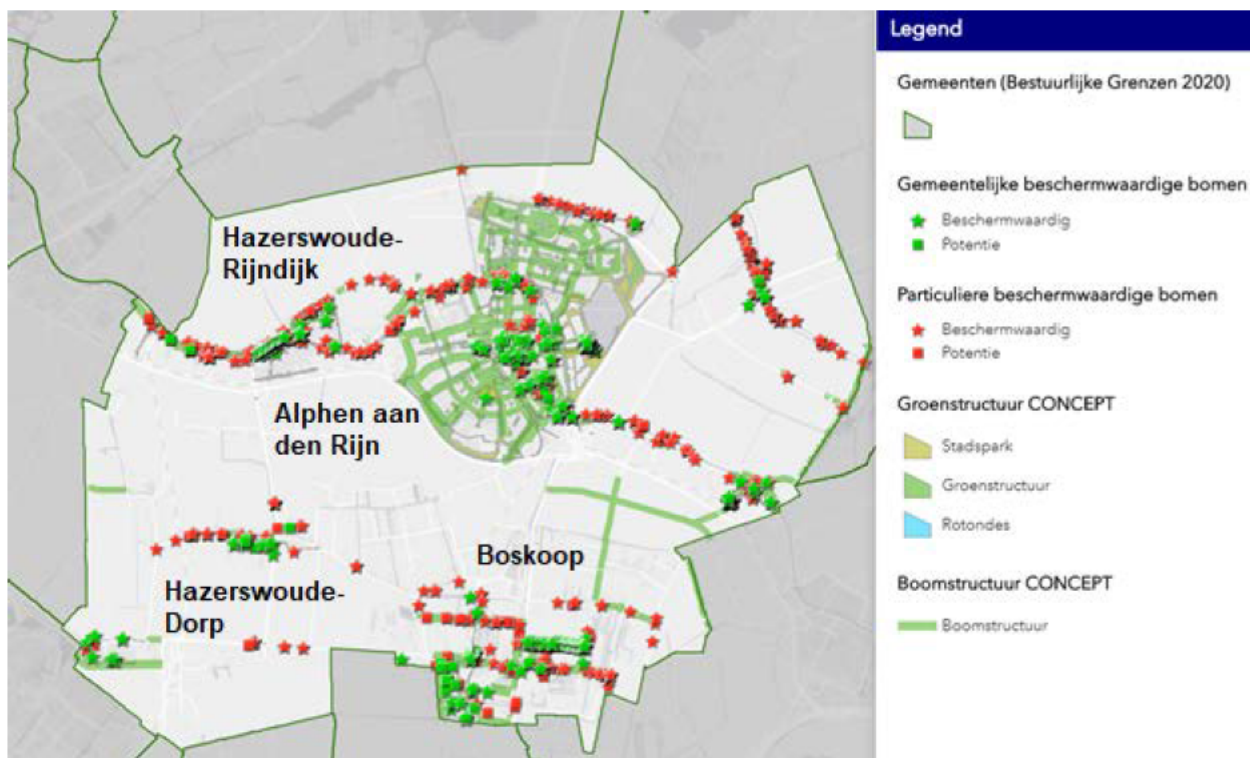 Hazerswoude-
Rijndijk
Alphen aan
den Rijn
Boskoop
Hazerswoude-
Dorp
Legend
Gemeenten (Bestuurlijke Grenzen 2020)
Gemeentelijke beschermwaardige bomen
Beschermwaardig
Potentie
Particuliere beschermwaardige bomen
Beschermwaardig
Potentie
Groenstructuur CONCEPT
Stadspark
Groenstructuur
Rotondes
Boomstructuur CONCEPT
Boomstructuur